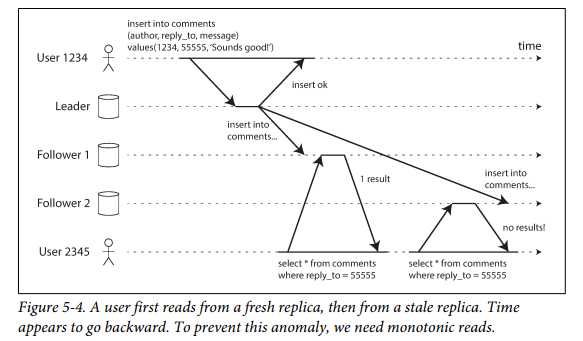 insert into comments
(author, reply_to, message)
values(1234, 55555, 'Sounds good!')
time
User 1234
insert ok
Leader
insert into
comments...
Follower 1
1 result
insert into
comments...
Follower 2
no results!
User 2345
select * from comments
where reply_to = 55555
select * from comments
where reply_to = 55555
Figure 5-4. A user first reads from a fresh replica, then from a stale replica. Time
appears to go backward. To prevent this anomaly, we need monotonic reads.